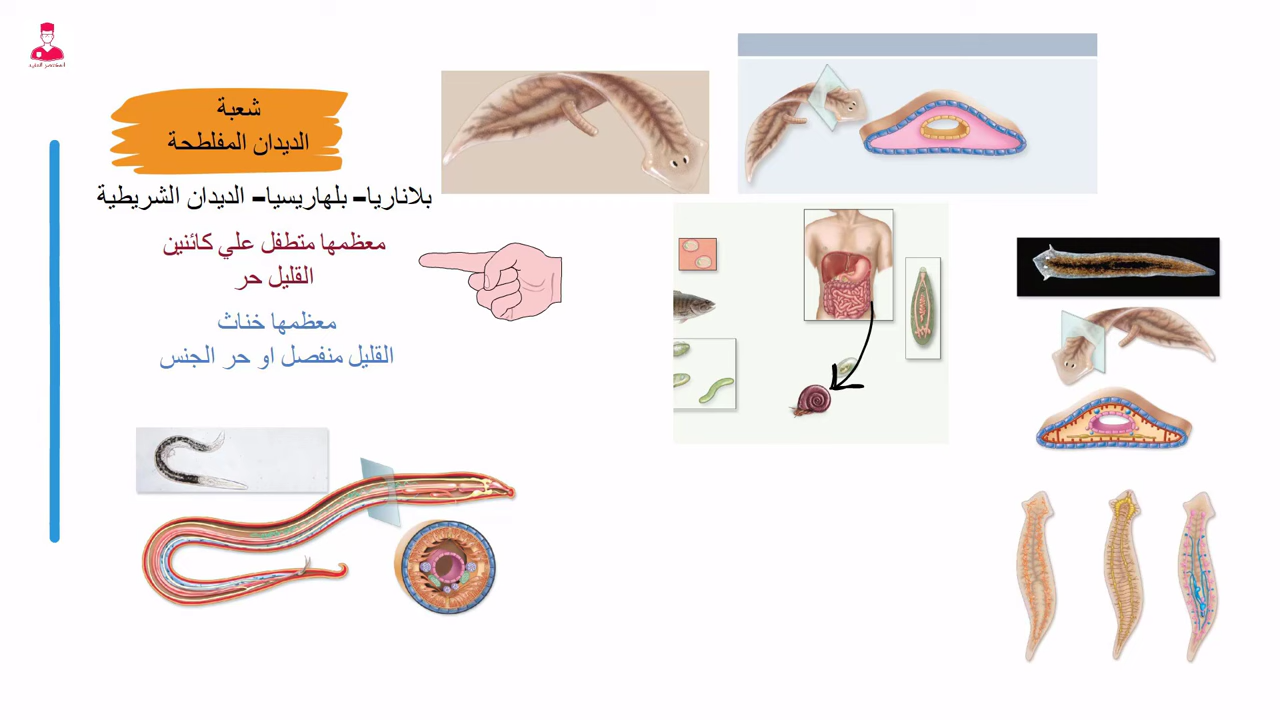 شعبة
الديدان المفلطحة
بلاناريا– بلهاريسيا– الديدان الشريطية
معظمها متطفل علي كائنين
القليل حر
معظمها خناث
القليل منفصل او حر الجنس